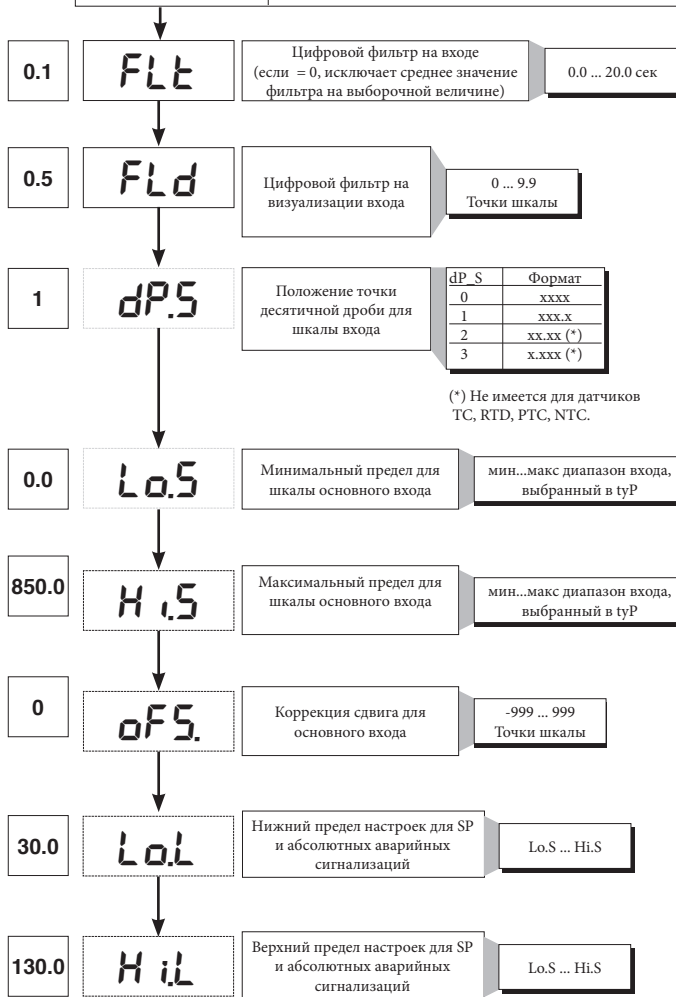 0.1
FLt
Цифровой фильтр на входе
(если = 0, исключает среднее значение
фильтра на выборочной величине)
0.0 ... 20.0 сек
0.5
FLd
Цифровой фильтр на
визуализации входа
0 ... 9.9
Точки шкалы
1
dP.S
Положение точки
десятичной дроби для
шкалы входа
dP_S Формат
0 xxxx
1 xxx.x
2 xx.xx (*)
3 x.xxx (*)
(*) Не имеется для датчиков
TC, RTD, PTC, NTC.
0.0
Lo.S
Минимальный предел для
шкалы основного входа
мин...макс диапазон входа,
выбранный в tyP
850.0
Hi.S
Максимальный предел для
шкалы основного входа
мин...макс диапазон входа,
выбранный в tyP
0
oFS.
Коррекция сдвига для
основного входа
-999 ... 999
Точки шкалы
30.0
Lo.L
Нижний предел настроек для SP
и абсолютных аварийных
сигнализаций
Lo.S ... Hi.S
130.0
Hi.L
Верхний предел настроек для SP
и абсолютных аварийных
сигнализаций
Lo.S ... Hi.S